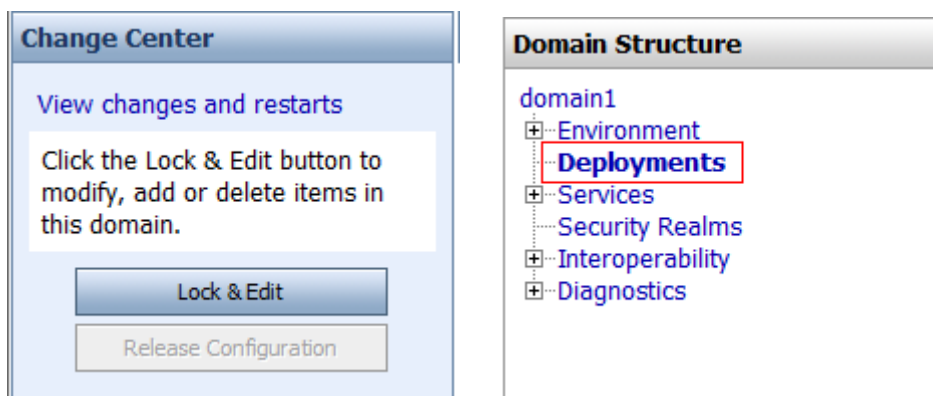 Change Center
View changes and restarts
Click the Lock & Edit button to
modify, add or delete items in
this domain.
Lock & Edit
Release Configuration
Domain Structure
domain1
Environment
Deployments
Services
Security Realms
Interoperability
Diagnostics